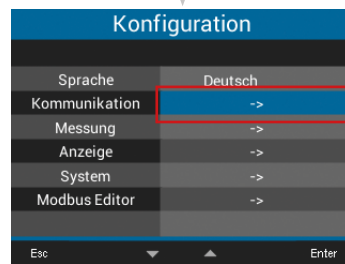 Konfiguration
Sprache Deutsch
Kommunikation ->
Messung ->
Anzeige ->
System ->
Modbus Editor ->
Esc Enter